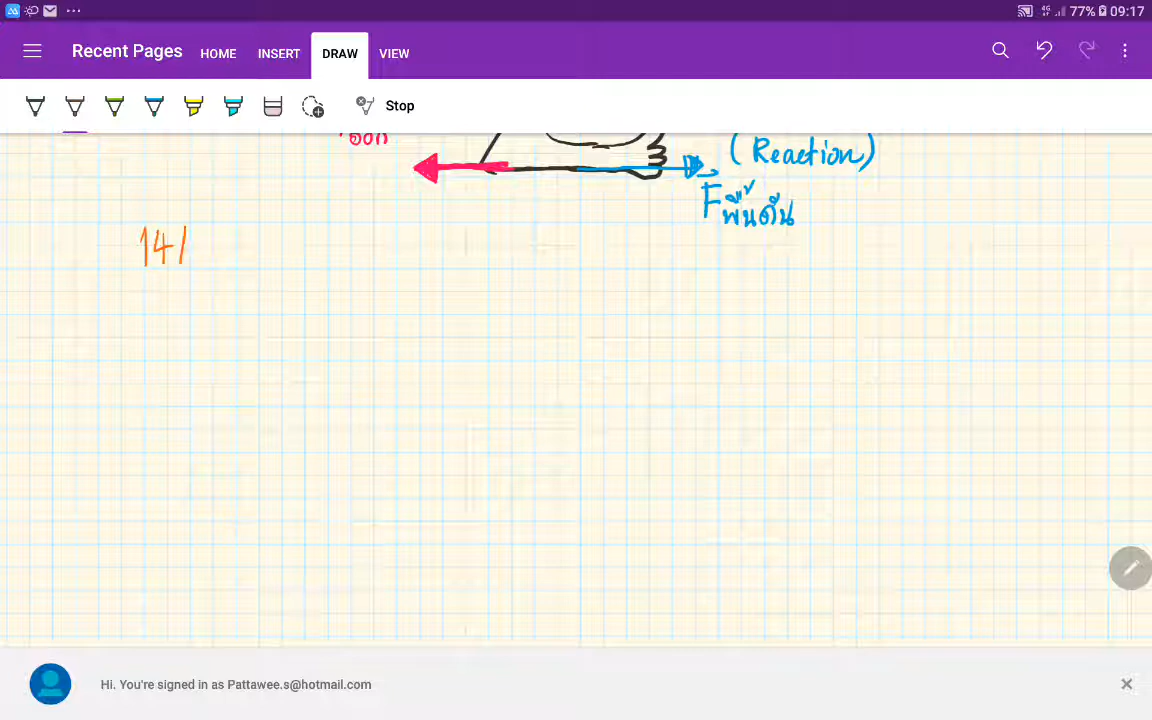 77% 09:17
Recent Pages HOME INSERT DRAW VIEW
Stop
(Reaction)
Fพื้นดัน
141
Hi. You're signed in as Pattawee.s@hotmail.com